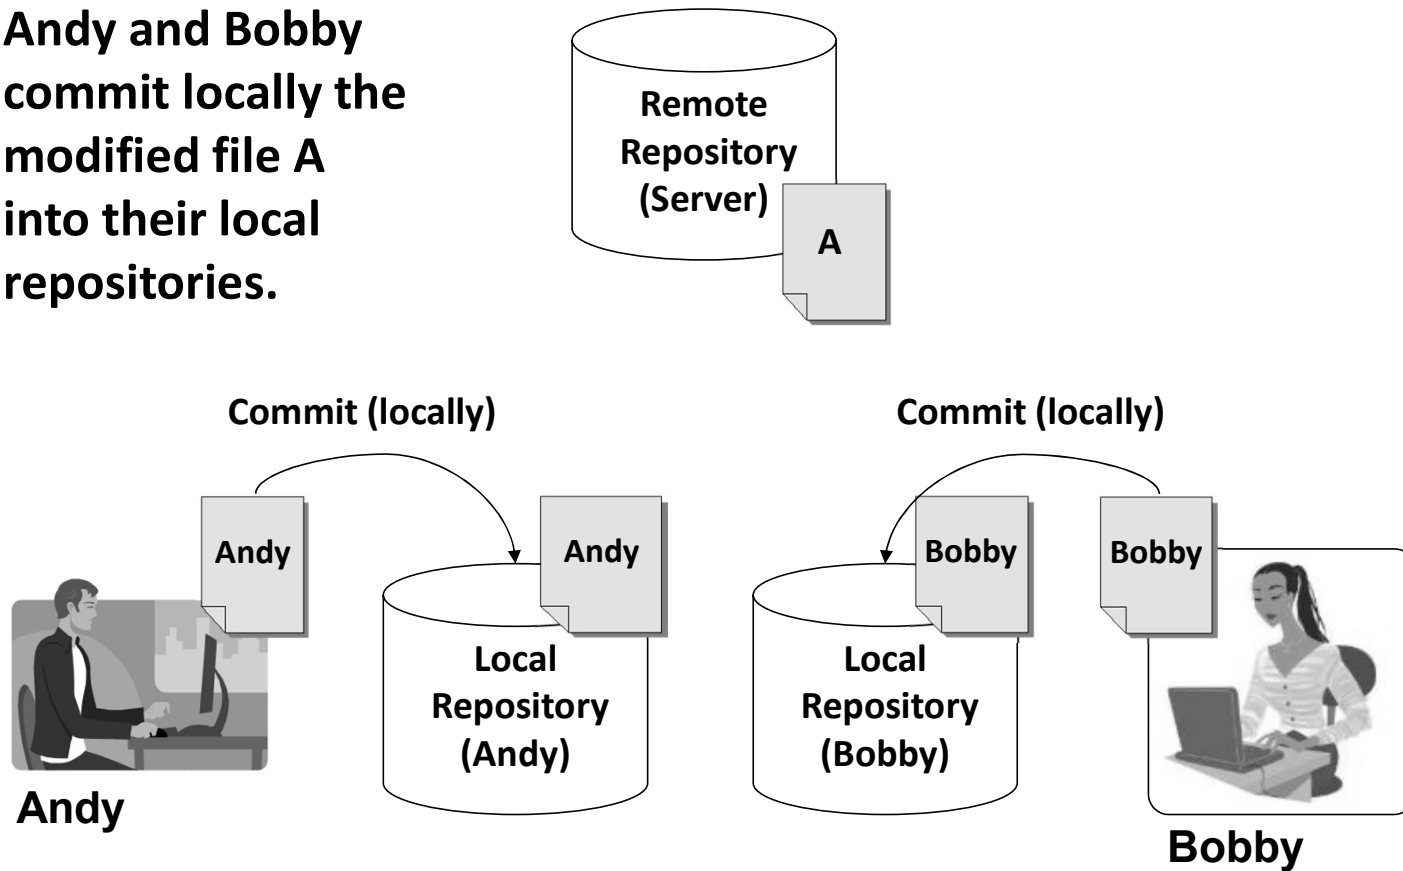 Andy and Bobby
commit locally the
modified file A
into their local
repositories.
Remote
Repository
(Server)
A
Commit (locally)
Commit (locally)
Andy
Andy
Bobby
Bobby
Local
Repository
(Andy)
Local
Repository
(Bobby)
Andy
Bobby